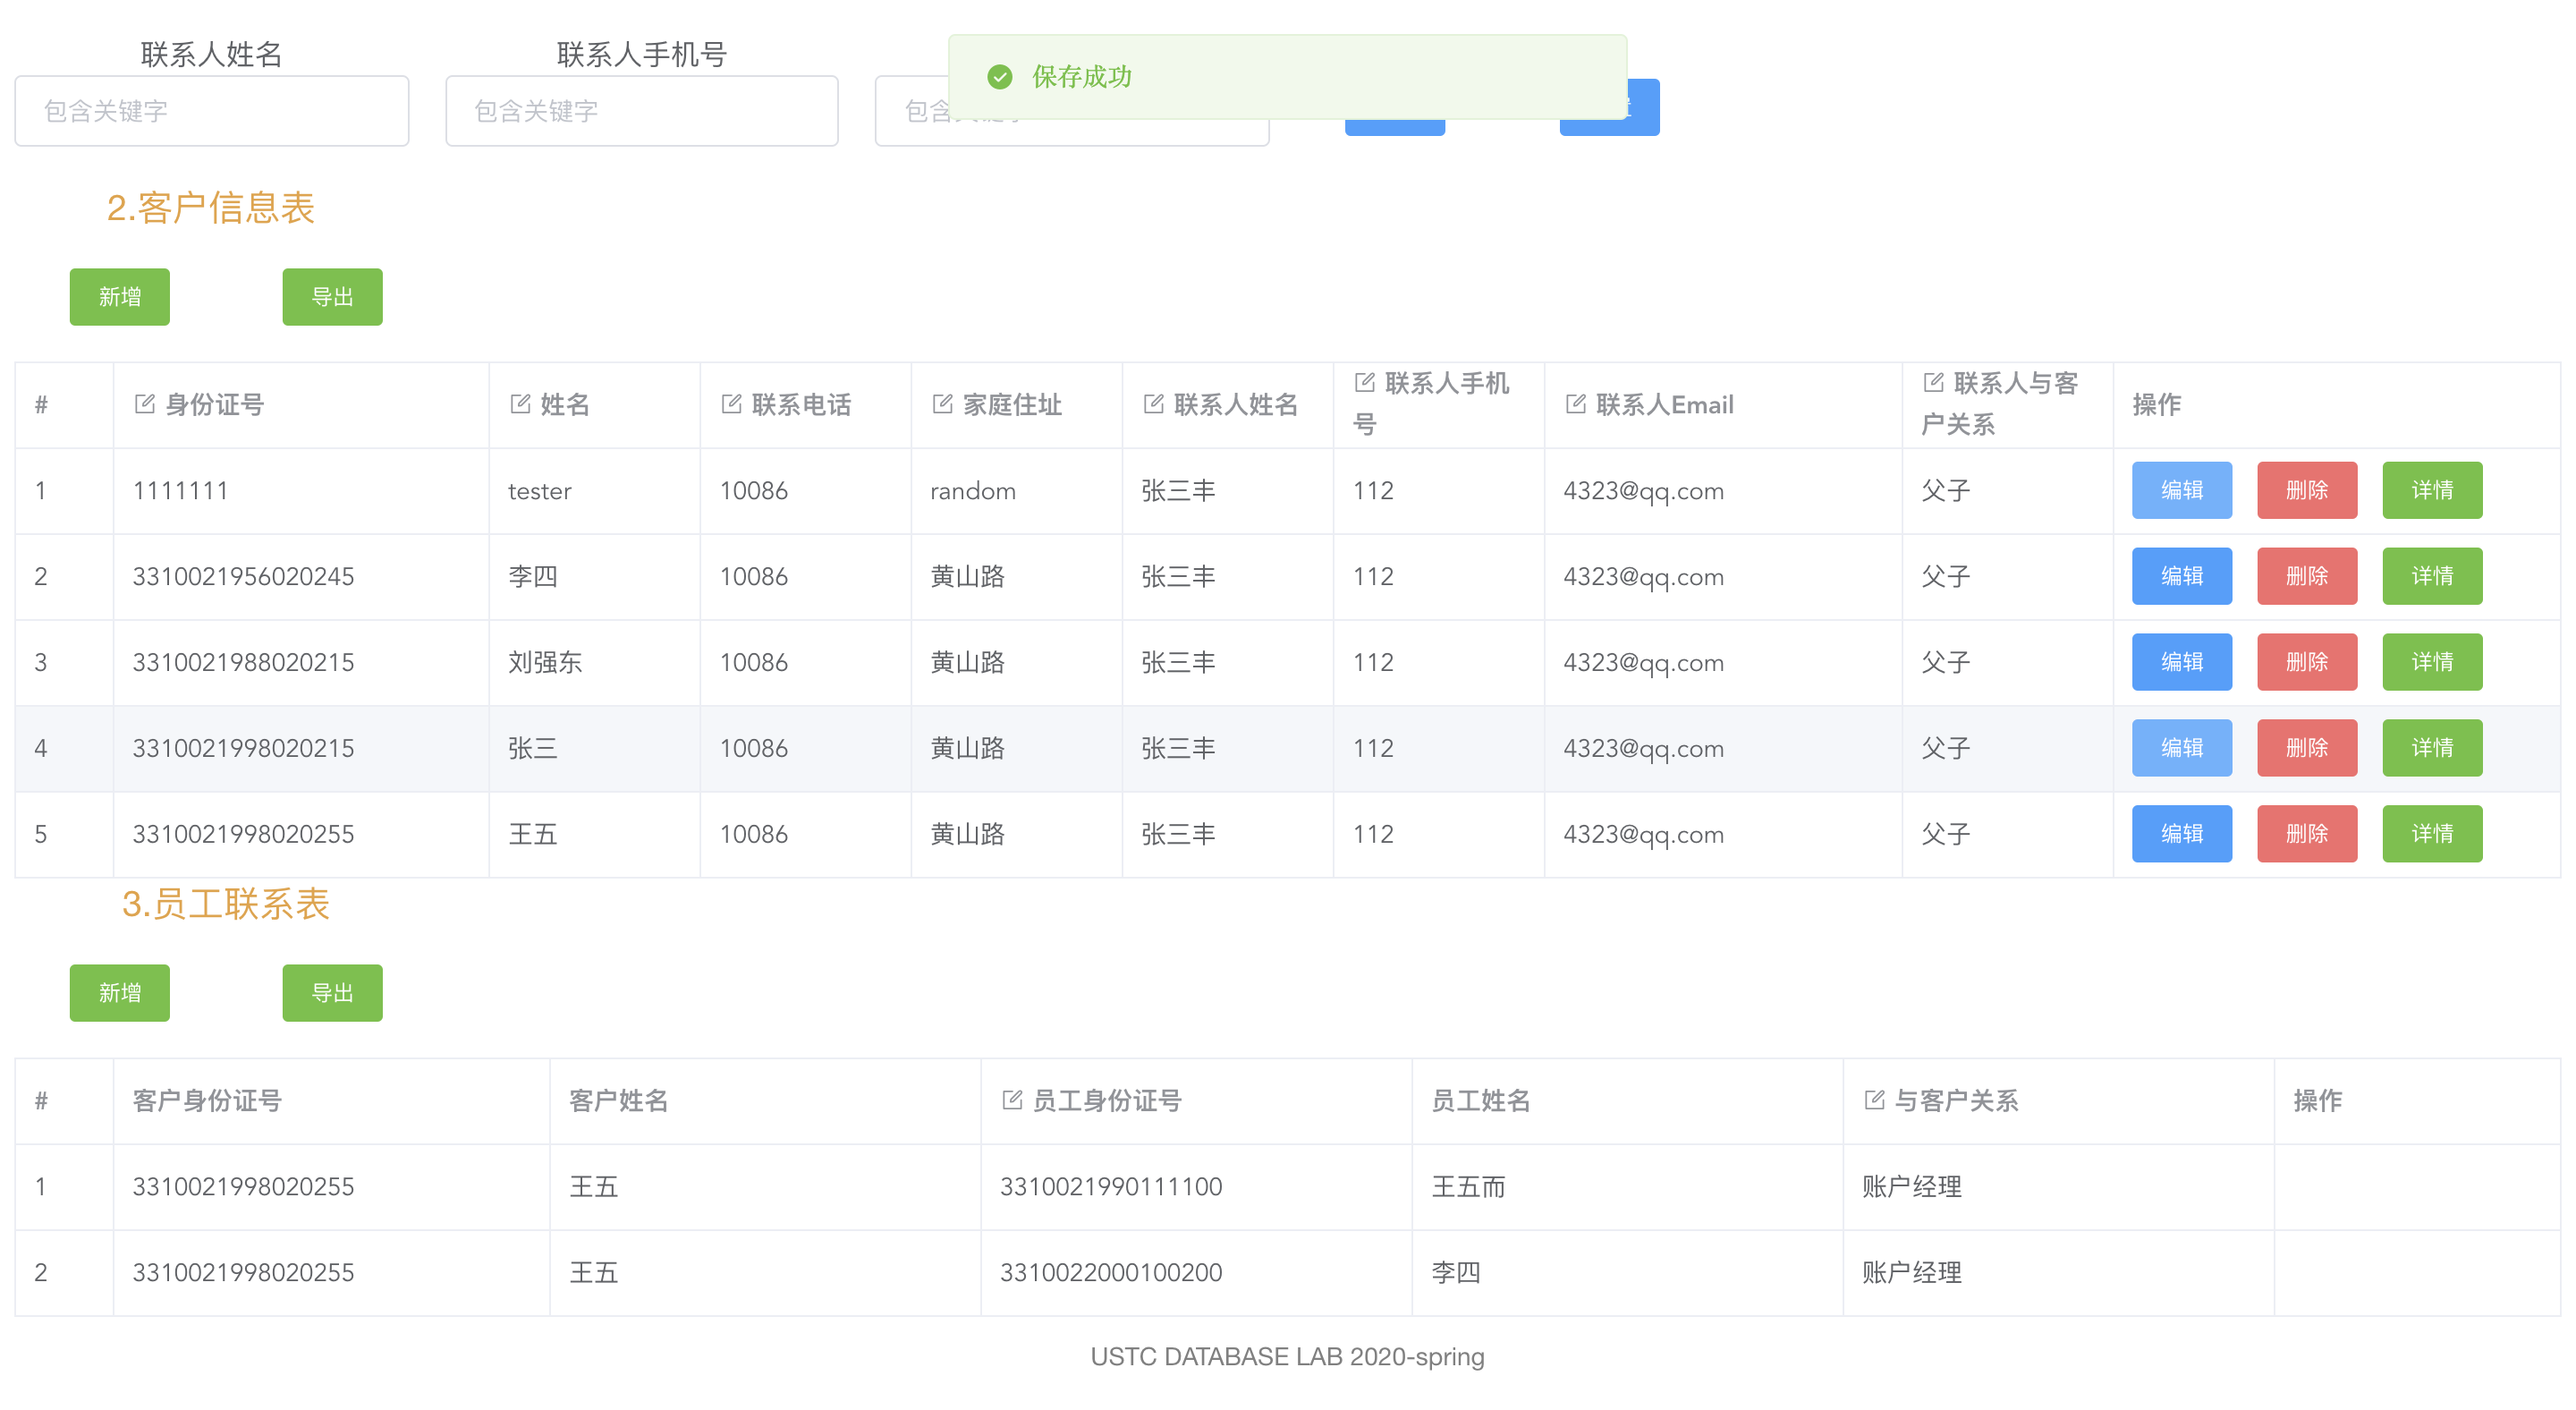 联系人姓名 联系人手机号
保存成功
包含关键字 包含关键字 包含
2.客户信息表
新增 导出
# 身份证号 姓名 联系电话 家庭住址 联系人姓名 联系人手机号 联系人Email 联系人与客户关系 操作
1 1111111 tester 10086 random 张三丰 112 4323@qq.com 父子 编辑 删除 详情
2 3310021956020245 李四 10086 黄山路 张三丰 112 4323@qq.com 父子 编辑 删除 详情
3 3310021988020215 刘强东 10086 黄山路 张三丰 112 4323@qq.com 父子 编辑 删除 详情
4 3310021998020215 张三 10086 黄山路 张三丰 112 4323@qq.com 父子 编辑 删除 详情
5 3310021998020255 王五 10086 黄山路 张三丰 112 4323@qq.com 父子 编辑 删除 详情
3.员工联系表
新增 导出
# 客户身份证号 客户姓名 员工身份证号 员工姓名 与客户关系 操作
1 3310021998020255 王五 3310021990111100 王五而 账户经理
2 3310021998020255 王五 3310022000100200 李四 账户经理
USTC DATABASE LAB 2020-spring